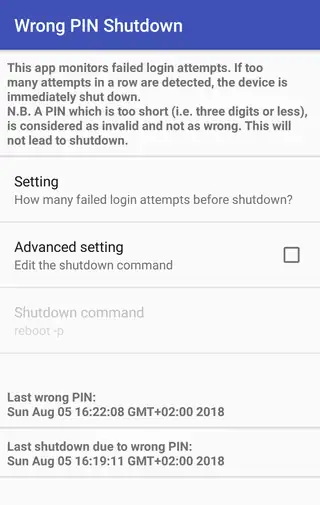 Wrong PIN Shutdown
This app monitors failed login attempts. If too
many attempts in a row are detected, the device is
immediately shut down.
N.B. A PIN which is too short (i.e. three digits or less),
is considered as invalid and not as wrong. This will
not lead to shutdown.
Setting
How many failed login attempts before shutdown?
Advanced setting
Edit the shutdown command
Shutdown command
reboot -p
Last wrong PIN:
Sun Aug 05 16:22:08 GMT+02:00 2018
Last shutdown due to wrong PIN:
Sun Aug 05 16:19:11 GMT+02:00 2018